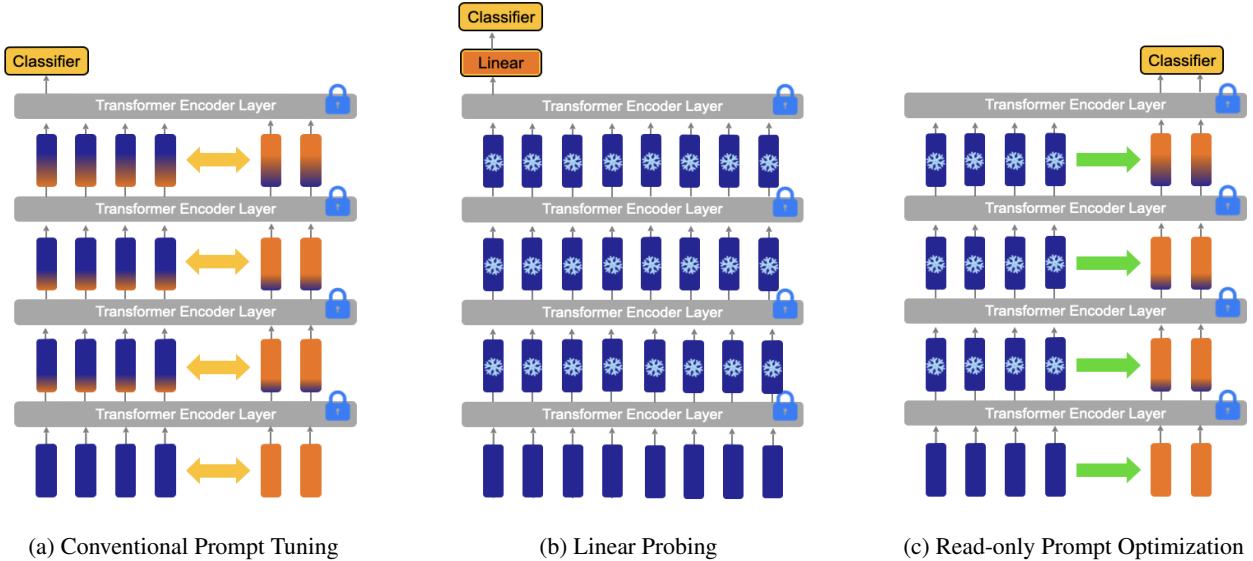 Classifier
Transformer Encoder Layer
Transformer Encoder Layer
Transformer Encoder Layer
Transformer Encoder Layer
(a) Conventional Prompt Tuning
Classifier
Linear
Transformer Encoder Layer
Transformer Encoder Layer
Transformer Encoder Layer
Transformer Encoder Layer
(b) Linear Probing
Classifier
Transformer Encoder Layer
Transformer Encoder Layer
Transformer Encoder Layer
Transformer Encoder Layer
(c) Read-only Prompt Optimization